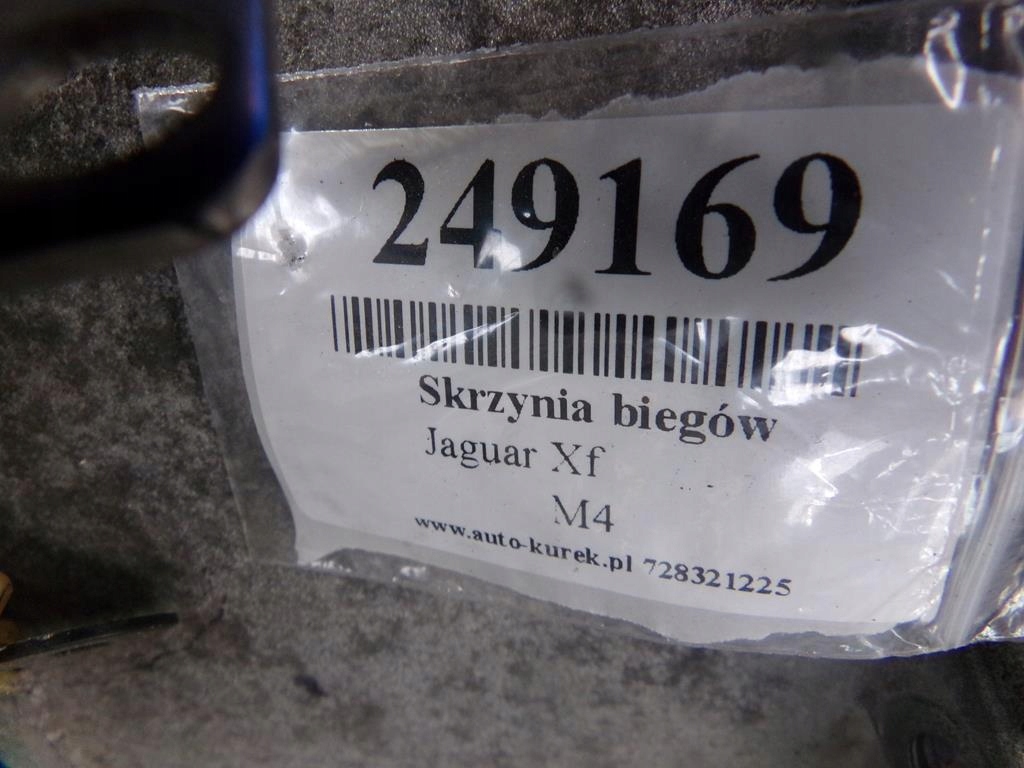 249169
Skrzynia biegów
Jaguar Xf
M4
www.auto-kurek.pl 728321225